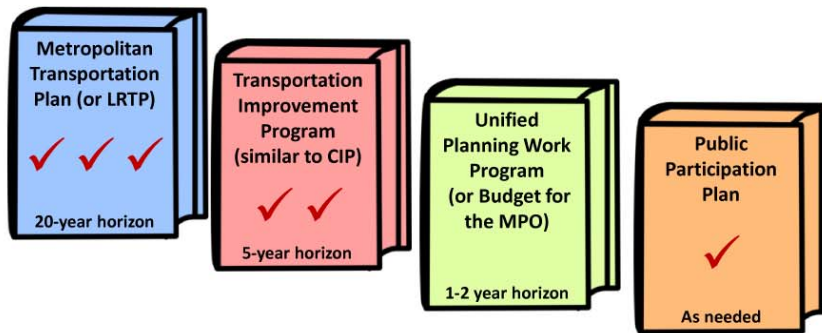 Metropolitan
Transportation
Plan (or LRTP)
20-year horizon
Transportation
Improvement
Program
(similar to CIP)
5-year horizon
Unified
Planning Work
Program
(or Budget for
the MPO)
1-2 year horizon
Public
Participation
Plan
As needed